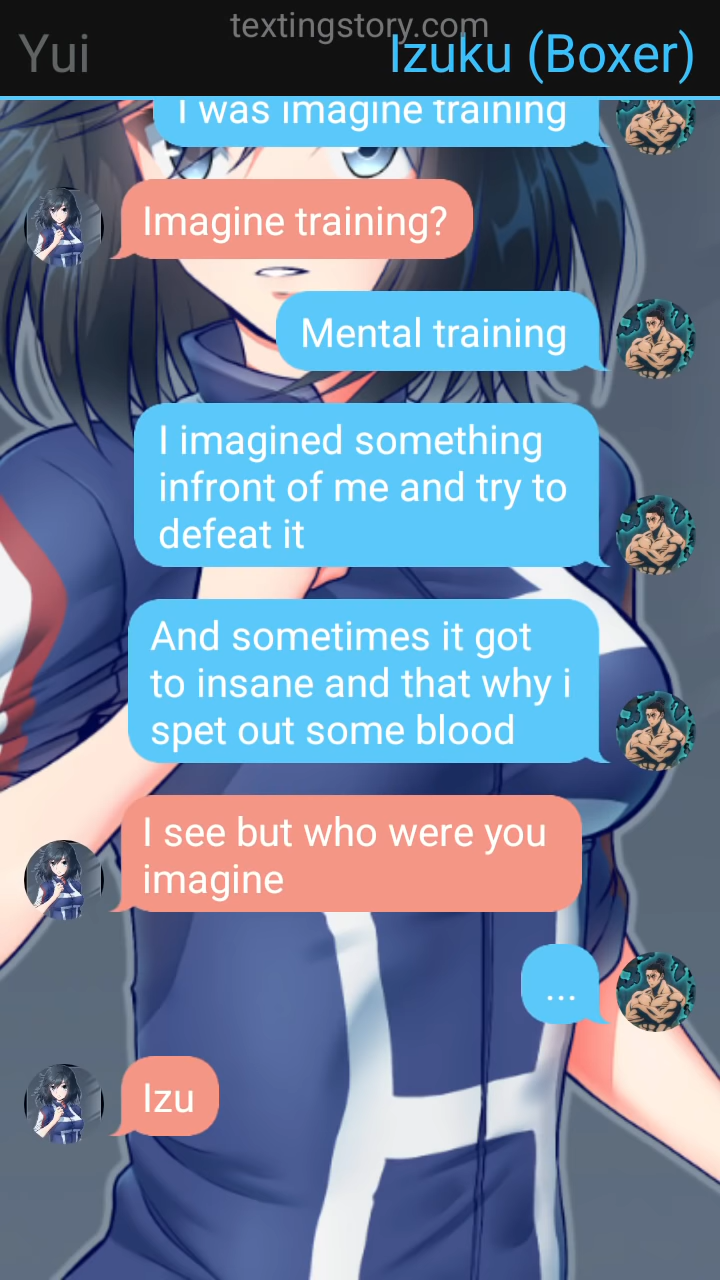 textingstory.com
Yui
Izuku (Boxer)
I was imagine training
Imagine training?
Mental training
I imagined something
infront of me and try to
defeat it
And sometimes it got
to insane and that why i
spet out some blood
I see but who were you
imagine
...
Izu